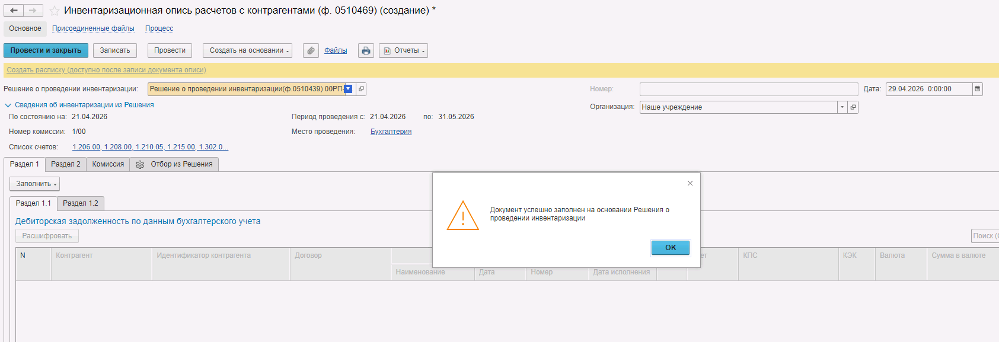 Инвентаризационная опись расчетов с контрагентами (ф. 0510469) (создание) *
Основное Присоединенные файлы Процесс
Провести и закрыть Записать Провести Создать на основании Файлы Отчеты
Создать расписку (доступно после записи документа описи)
Решение о проведении инвентаризации: Решение о проведении инвентаризации(ф.0510439) 00РП- Номер: Дата: 29.04.2026 0:00:00
Сведения об инвентаризации из Решения Организация: Наше учреждение
По состоянию на: 21.04.2026 Период проведения с: 21.04.2026 по: 31.05.2026
Номер комиссии: 1/00 Место проведения: Бухгалтерия
Список счетов: 1.206.00, 1.208.00, 1.210.05, 1.215.00, 1.302.0...
Раздел 1 Раздел 2 Комиссия Отбор из Решения
Заполнить
Раздел 1.1 Раздел 1.2
Документ успешно заполнен на основании Решения о
проведении инвентаризации
OK
Дебиторская задолженность по данным бухгалтерского учета
Расшифровать Поиск (
N Контрагент Идентификатор контрагента Договор ет КПС КЭК Валюта Сумма в валюте
Наименование Дата Номер Дата исполнения